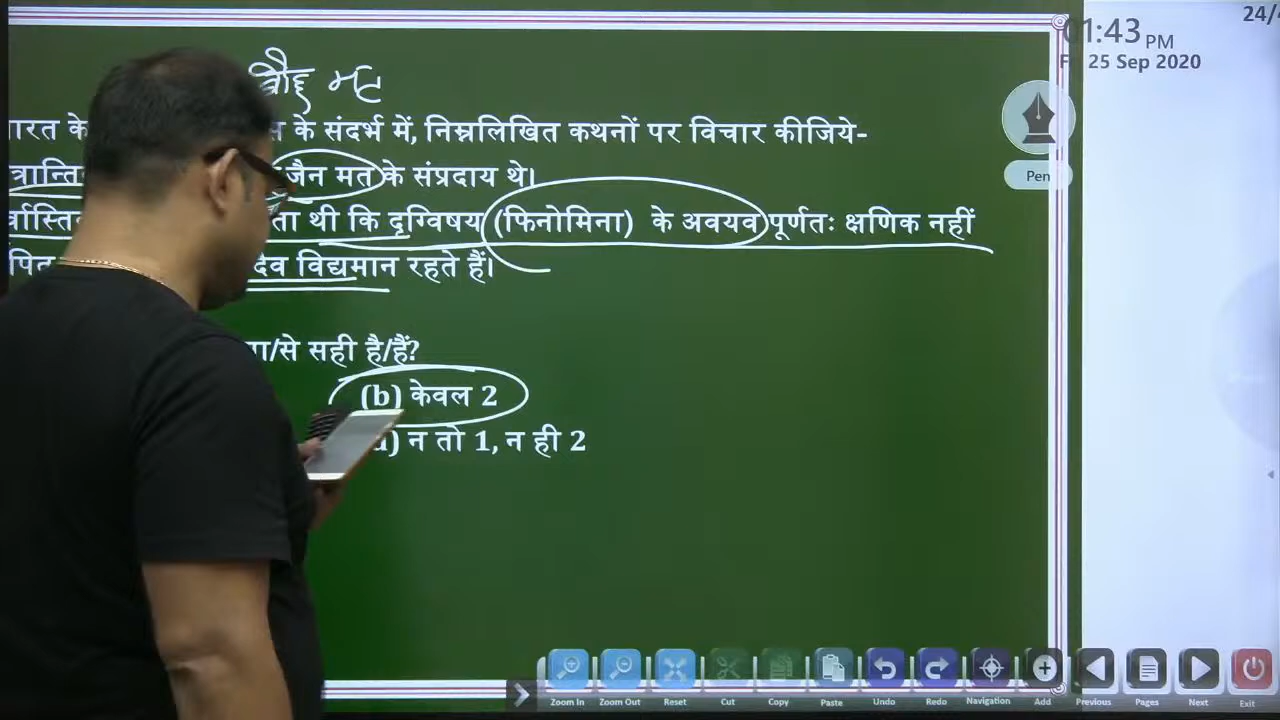 24/
01:43 PM
25 Sep 2020
बौद्ध मत
के संदर्भ में, निम्नलिखित कथनों पर विचार कीजिये-
जैन मत के संप्रदाय थे।
थी कि दृग्विषय (फिनोमिना) के अवयव पूर्णतः क्षणिक नहीं
विद्यमान रहते हैं।
/से सही है/हैं?
(b) केवल 2
न तो 1, न ही 2
Pen
Zoom In Zoom Out Reset Cut Copy Paste Undo Redo Navigation Add Previous Pages Next Exit